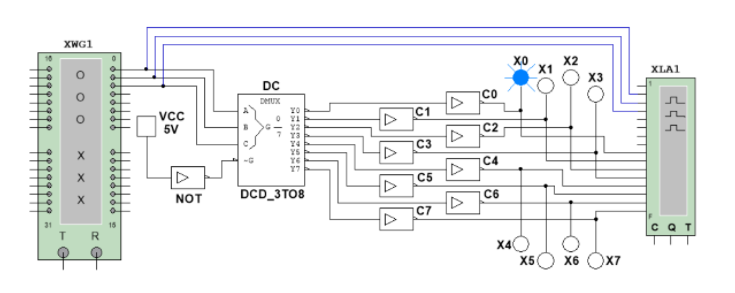 XWG1
16 0
O
O
O
X
X
X
31 15
T R
VCC
5V
NOT
DC
DMUX
A
B
C
G 0
7
~G
Y0
Y1
Y2
Y3
Y4
Y5
Y6
Y7
DCD_3TO8
C0
C1
C2
C3
C4
C5
C6
C7
X0
X1
X2
X3
X4
X5
X6
X7
XLA1
1
F
C Q T